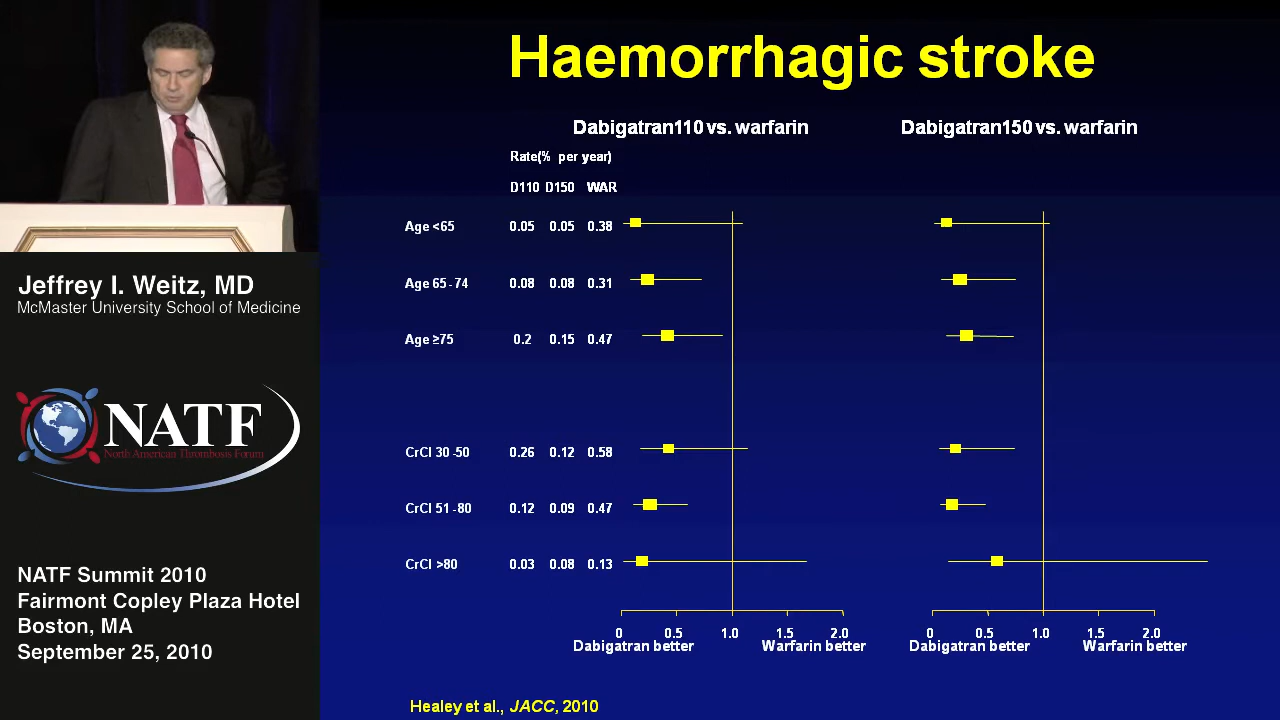 Haemorrhagic stroke
Dabigatran110 vs. warfarin
Dabigatran150 vs. warfarin
Rate(% per year)
D110 D150 WAR
Age <65 0.05 0.05 0.38
Age 65-74 0.08 0.08 0.31
Age ≥75 0.2 0.15 0.47
CrCl 30-50 0.26 0.12 0.58
CrCl 51-80 0.12 0.09 0.47
CrCl >80 0.03 0.08 0.13
0 0.5 1.0 1.5 2.0
Dabigatran better Warfarin better
0 0.5 1.0 1.5 2.0
Dabigatran better Warfarin better
Healey et al., JACC, 2010
Jeffrey I. Weitz, MD
McMaster University School of Medicine
NATF
North American Thrombosis Forum
NATF Summit 2010
Fairmont Copley Plaza Hotel
Boston, MA
September 25, 2010